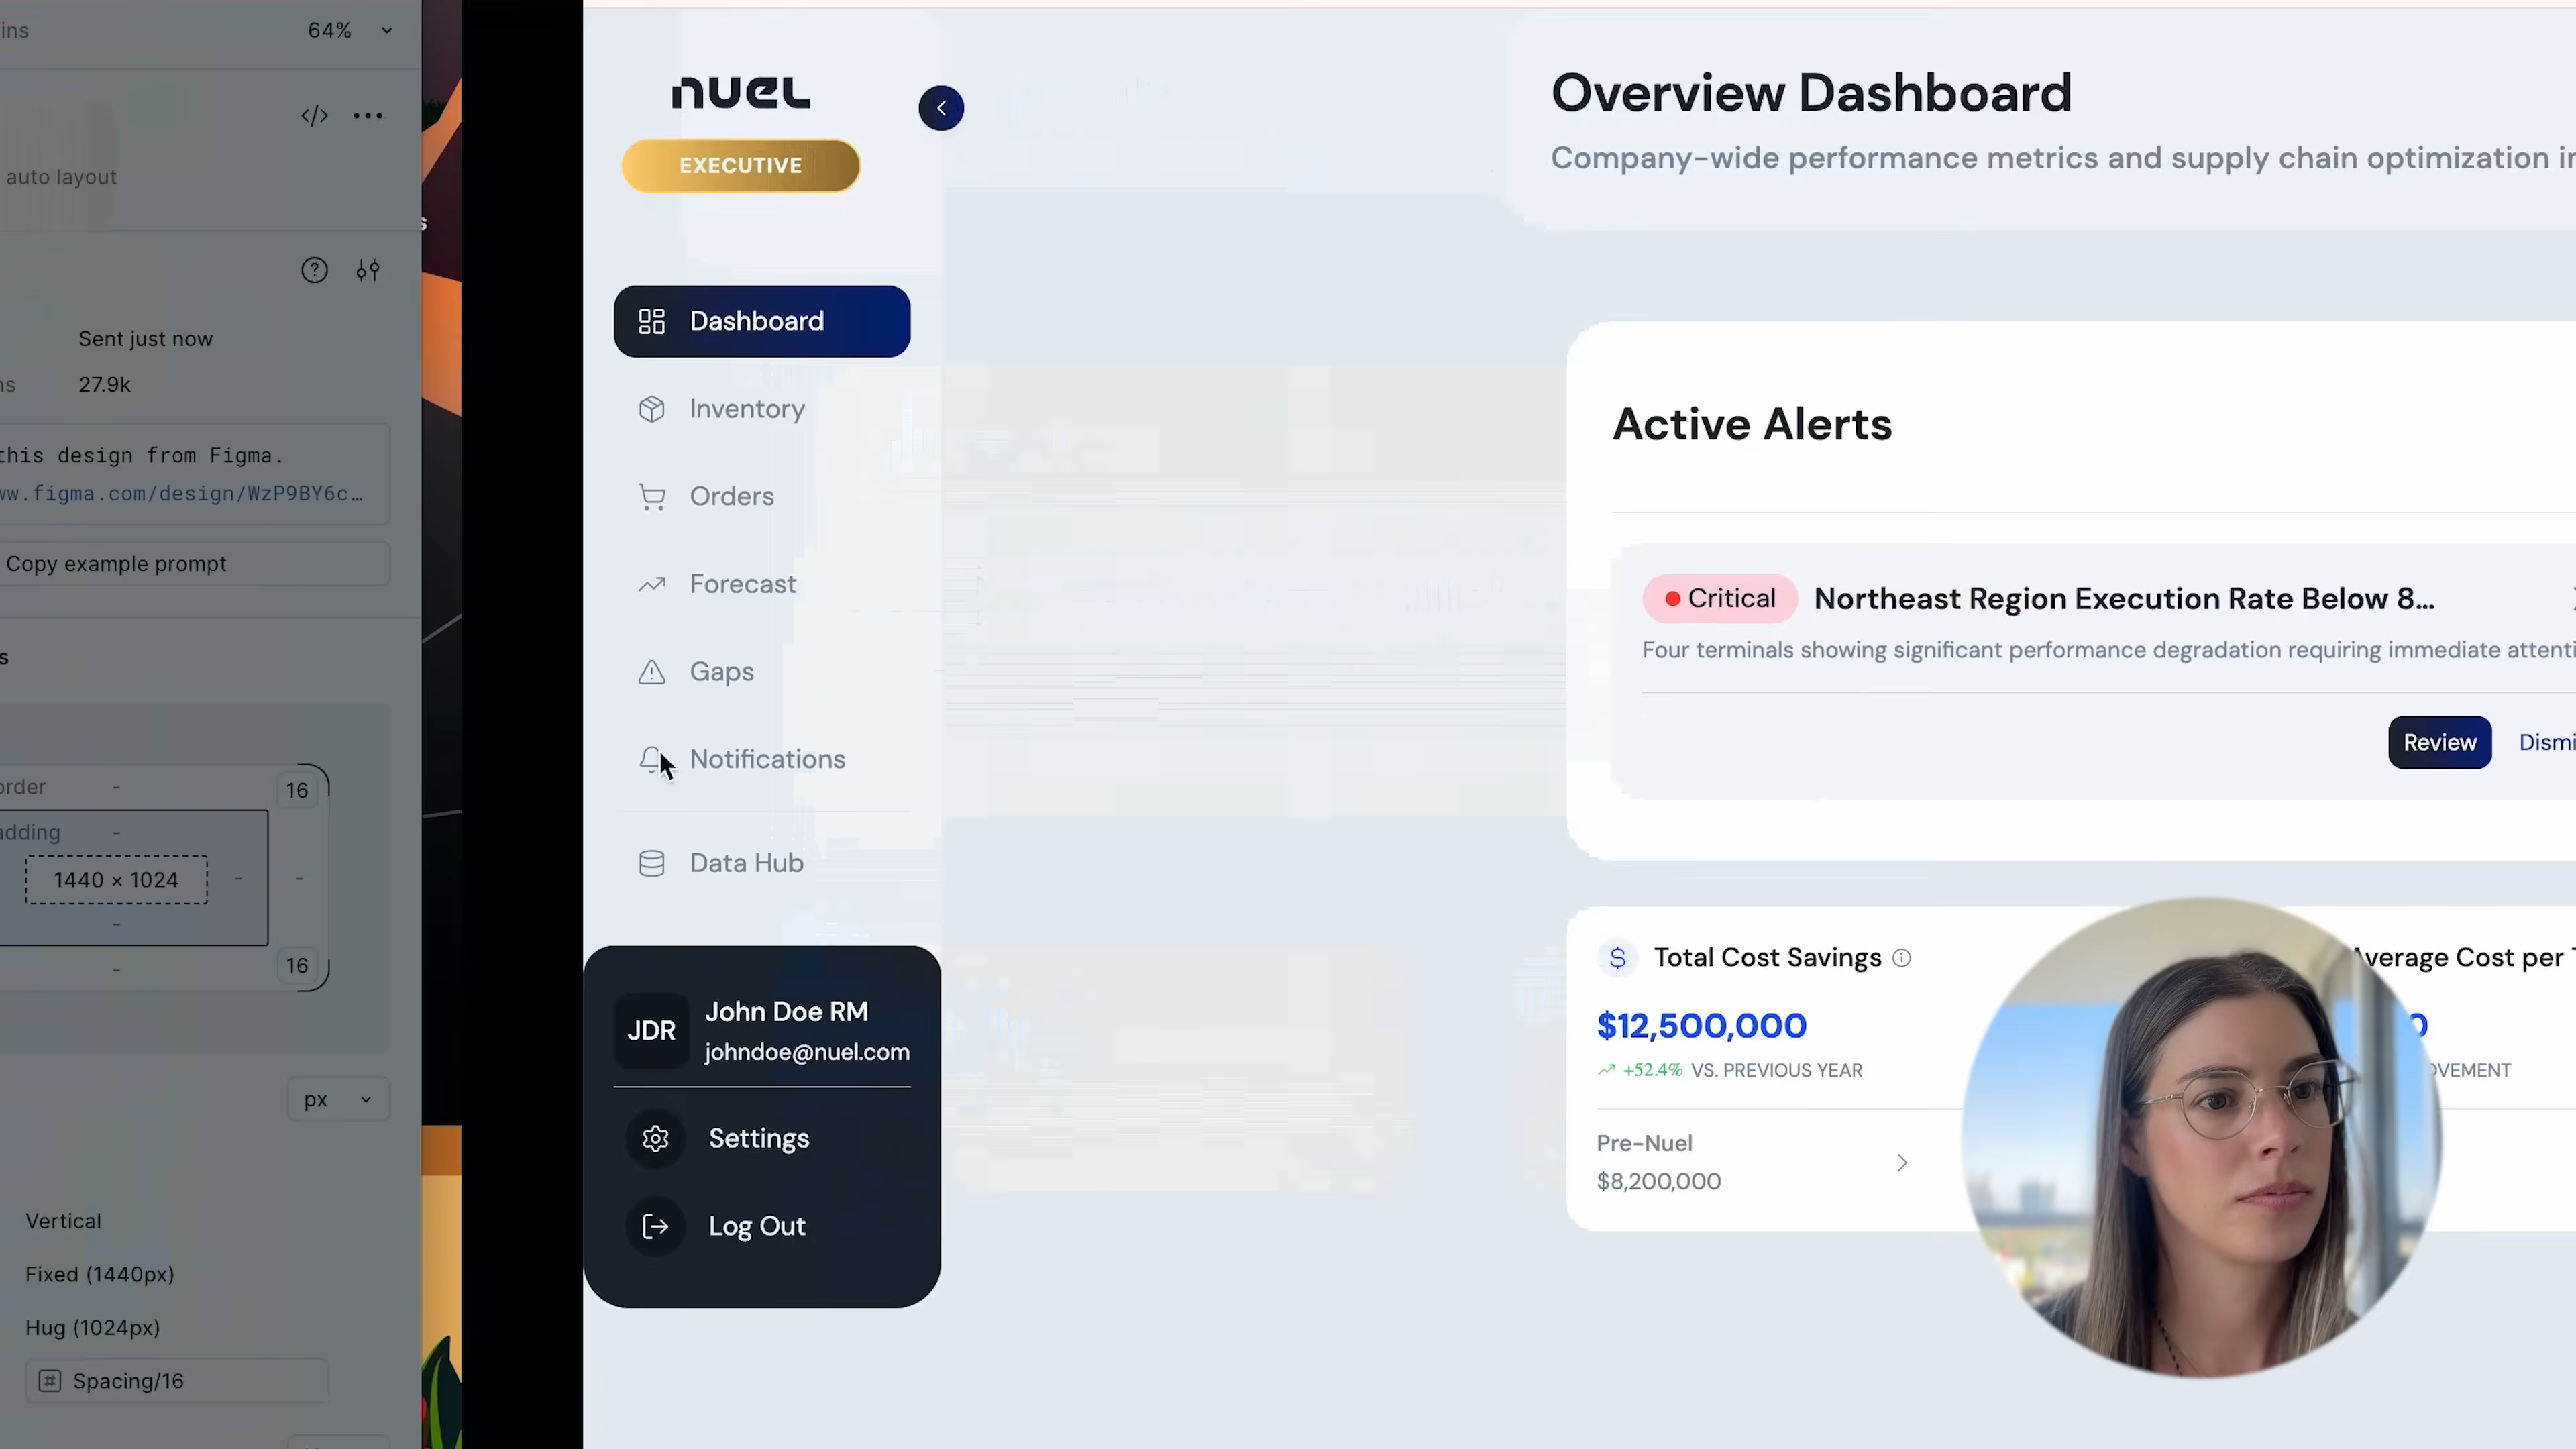 ins
64%
auto layout
s
Sent just now
ns
27.9k
this design from Figma.
ww.figma.com/design/WzP9BY6c…
Copy example prompt
s
order
-
16
adding
-
1440 × 1024
-
-
-
-
16
px
Vertical
Fixed (1440px)
Hug (1024px)
Spacing/16
nuel
EXECUTIVE
Dashboard
Inventory
Orders
Forecast
Gaps
Notifications
Data Hub
JDR
John Doe RM
johndoe@nuel.com
Settings
Log Out
Overview Dashboard
Company-wide performance metrics and supply chain optimization in
Active Alerts
Critical
Northeast Region Execution Rate Below 8...
Four terminals showing significant performance degradation requiring immediate attenti
Review
Dismi
$
Total Cost Savings
$12,500,000
+52.4% VS. PREVIOUS YEAR
Pre-Nuel
$8,200,000
Average Cost per T
0
OVEMENT